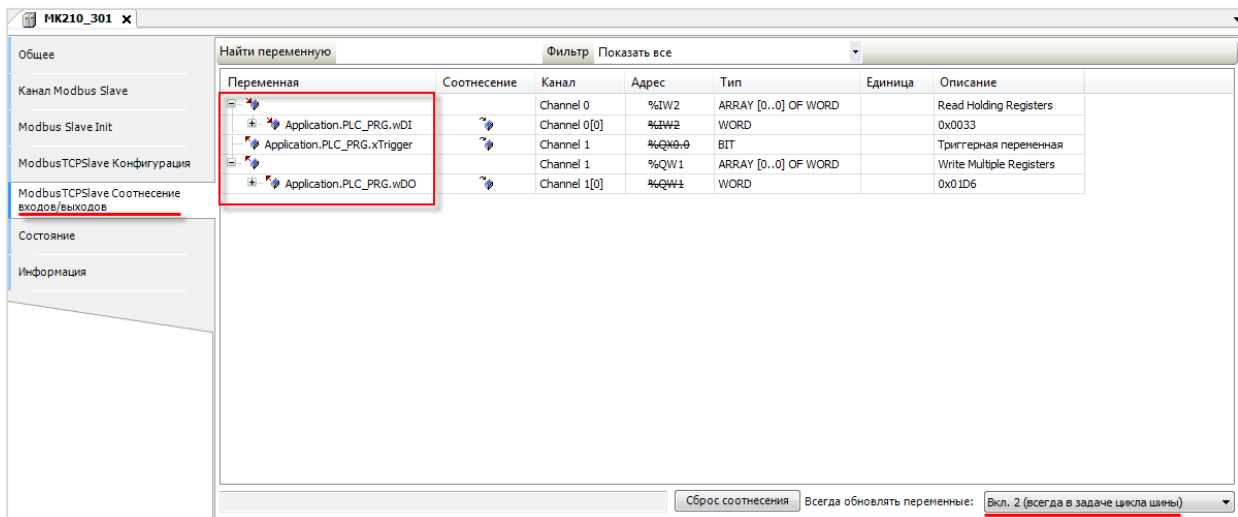 MK210_301 x
Общее
Канал Modbus Slave
Modbus Slave Init
ModbusTCPSlave Конфигурация
ModbusTCPSlave Соотнесение
входов/выходов
Состояние
Информация
Найти переменную Фильтр Показать все
Переменная Соотнесение Канал Адрес Тип Единица Описание
Channel 0 %IW2 ARRAY [0..0] OF WORD Read Holding Registers
Application.PLC_PRG.wDI Channel 0[0] %IW2 WORD 0x0033
Application.PLC_PRG.xTrigger Channel 1 %QX0.0 BIT Триггерная переменная
Channel 1 %QW1 ARRAY [0..0] OF WORD Write Multiple Registers
Application.PLC_PRG.wDO Channel 1[0] %QW1 WORD 0x01D6
Сброс соотнесения Всегда обновлять переменные: Вкл. 2 (всегда в задаче цикла шины)